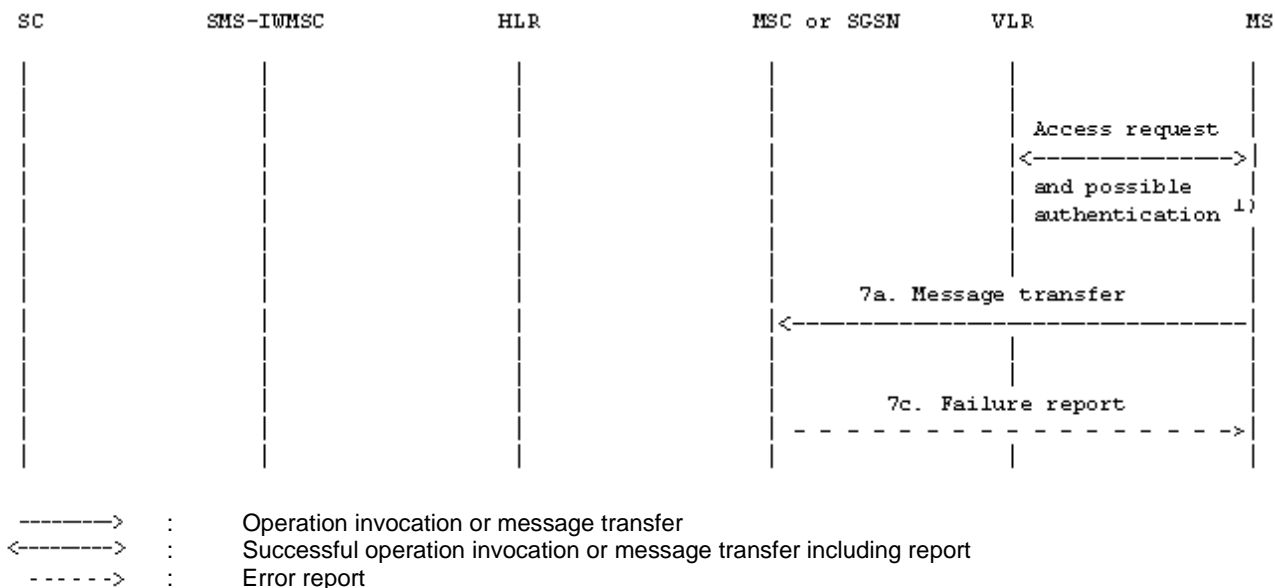 SC SMS-IWMSC HLR MSC or SGSN VLR MS
Access request
and possible
authentication 1)
7a. Message transfer
7c. Failure report
: Operation invocation or message transfer
: Successful operation invocation or message transfer including report
: Error report